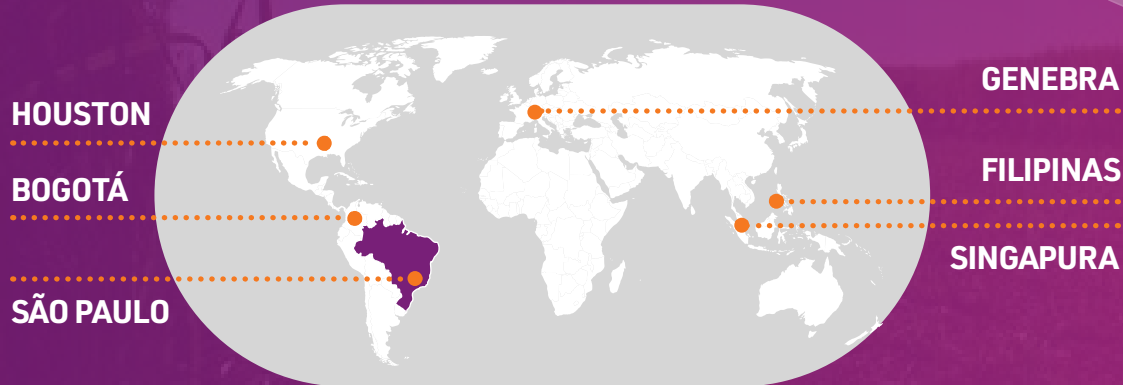 HOUSTON
BOGOTÁ
SÃO PAULO
GENEBRA
FILIPINAS
SINGAPURA